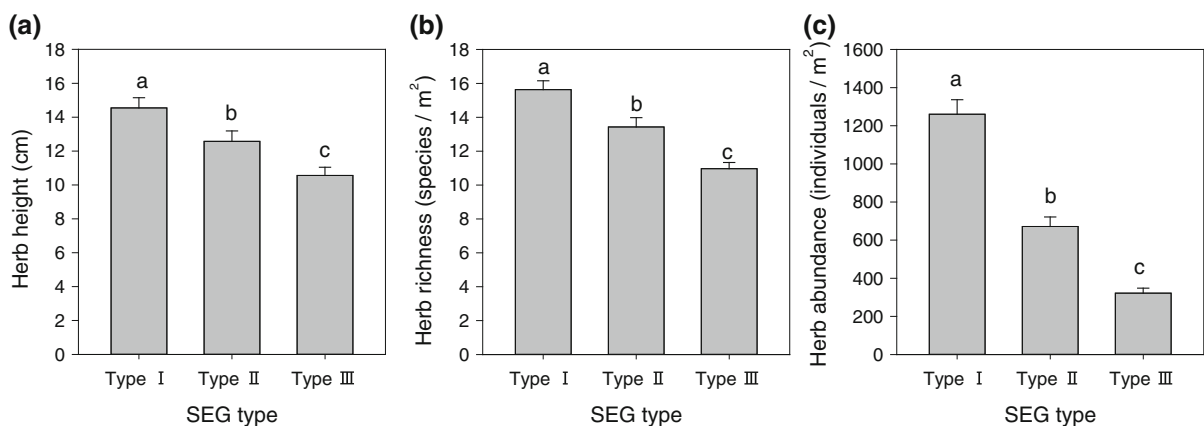 (a)
Herb height (cm)
18
16
14
12
10
8
6
4
2
0
a
b
c
Type Ⅰ Type Ⅱ Type Ⅲ
SEG type
(b)
Herb richness (species / m²)
18
16
14
12
10
8
6
4
2
0
a
b
c
Type Ⅰ Type Ⅱ Type Ⅲ
SEG type
(c)
Herb abundance (individuals / m²)
1600
1400
1200
1000
800
600
400
200
0
a
b
c
Type Ⅰ Type Ⅱ Type Ⅲ
SEG type